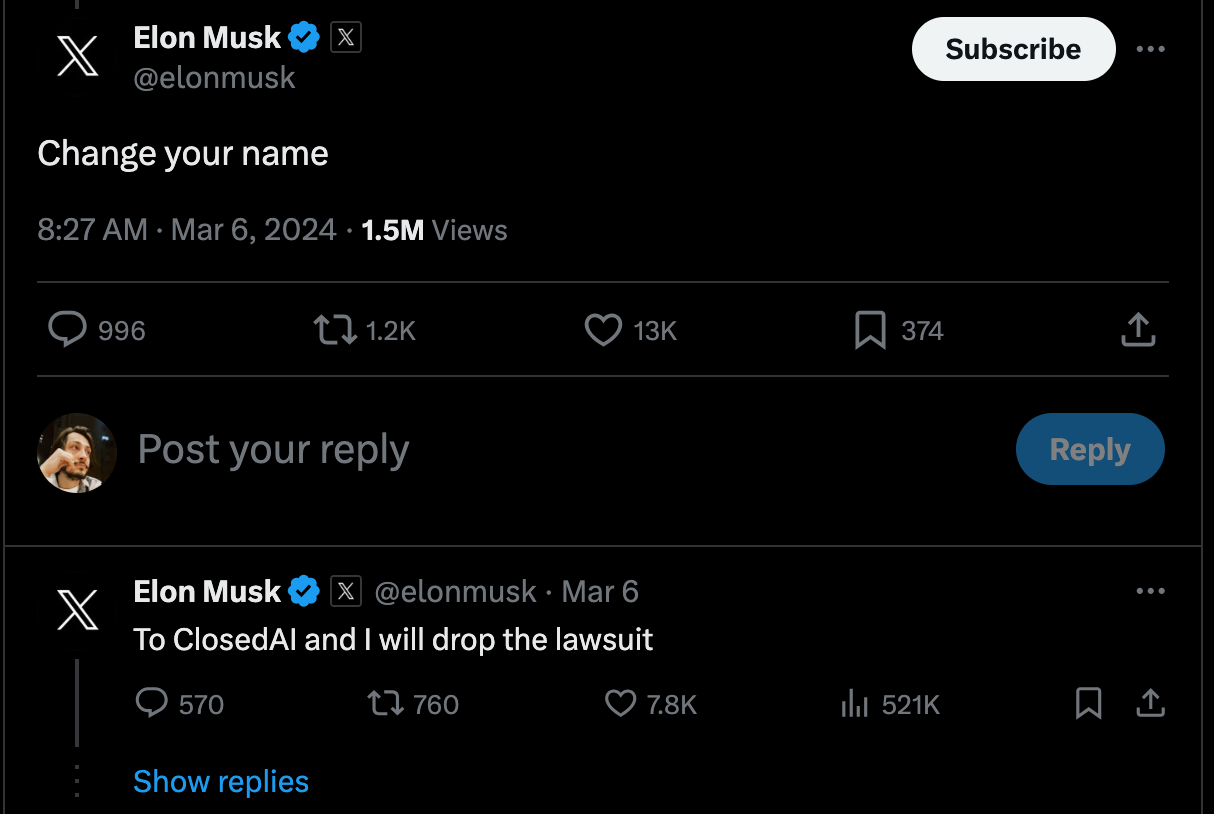 Elon Musk X
Subscribe
@elonmusk
Change your name
8:27 AM · Mar 6, 2024 · 1.5M Views
996 1.2K 13K 374
Post your reply
Reply
Elon Musk X @elonmusk · Mar 6
To ClosedAI and I will drop the lawsuit
570 760 7.8K 521K
Show replies